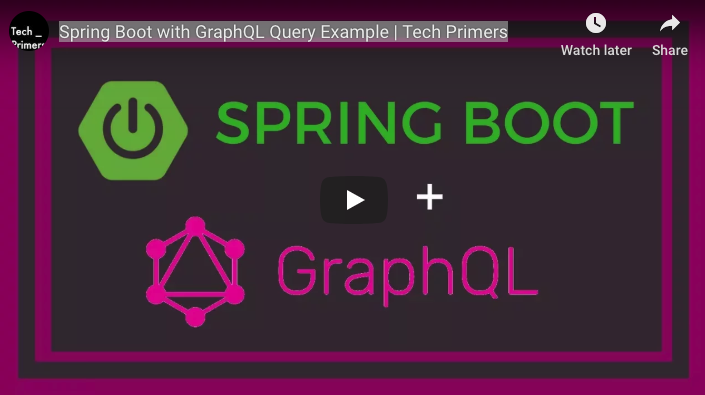 Tech _
Primers
Spring Boot with GraphQL Query Example | Tech Primers
Watch later
Share
SPRING BOOT
+
GraphQL